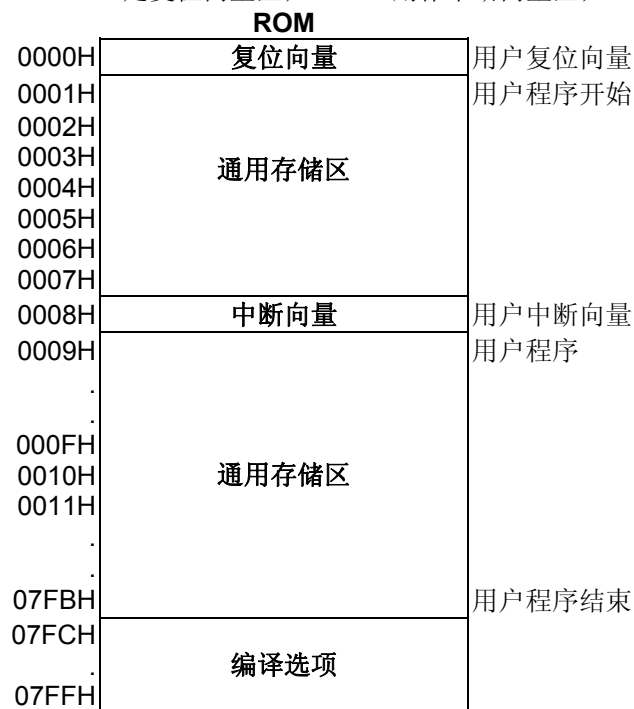 ROM
0000H 复位向量 用户复位向量
0001H 用户程序开始
0002H
0003H
通用存储区
0004H
0005H
0006H
0007H
0008H 中断向量 用户中断向量
0009H 用户程序
.
.
000FH
0010H 通用存储区
0011H
.
.
07FBH 用户程序结束
07FCH
. 编译选项
07FFH